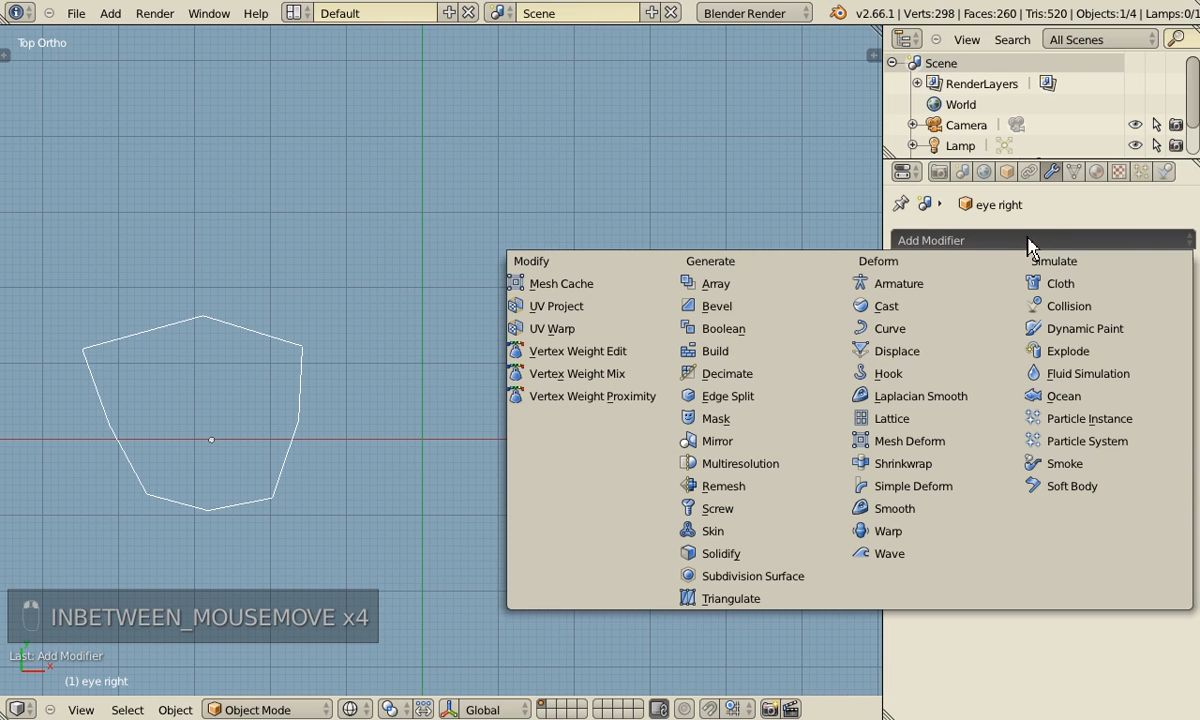 File Add Render Window Help Default Scene Blender Render v2.66.1 | Verts:298 | Faces:260 | Tris:520 | Objects:1/4 | Lamps:0/1
Top Ortho
View Search All Scenes
Scene
RenderLayers
World
Camera
Lamp
eye right
Add Modifier
Modify Generate Deform Simulate
Mesh Cache Array Armature Cloth
UV Project Bevel Cast Collision
UV Warp Boolean Curve Dynamic Paint
Vertex Weight Edit Build Displace Explode
Vertex Weight Mix Decimate Hook Fluid Simulation
Vertex Weight Proximity Edge Split Laplacian Smooth Ocean
Mask Lattice Particle Instance
Mirror Mesh Deform Particle System
Multiresolution Shrinkwrap Smoke
Remesh Simple Deform Soft Body
Screw Smooth
Skin Warp
Solidify Wave
Subdivision Surface
Triangulate
INBETWEEN_MOUSEMOVE x4
Last: Add Modifier
x
(1) eye right
View Select Object Object Mode Global